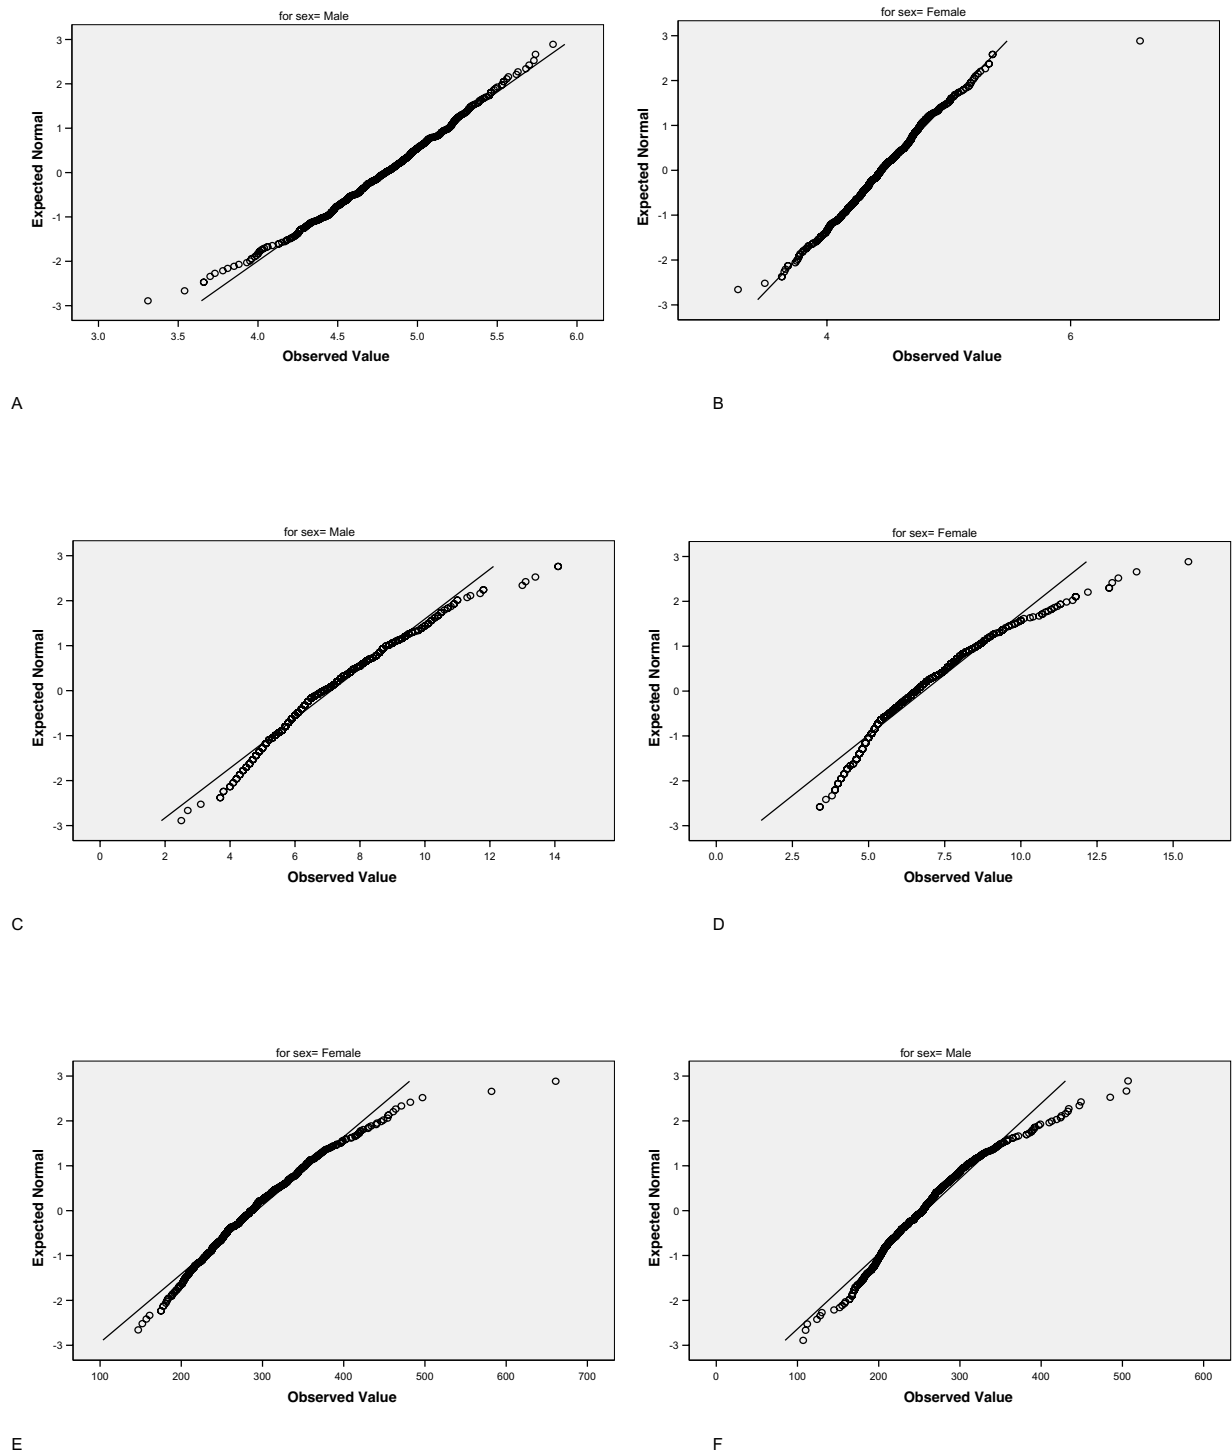 for sex= Male
3
2
1
0
-1
-2
-3
Expected Normal
3.0 3.5 4.0 4.5 5.0 5.5 6.0
Observed Value
A
for sex= Female
3
2
1
0
-1
-2
-3
Expected Normal
4 6
Observed Value
B
for sex= Male
3
2
1
0
-1
-2
-3
Expected Normal
0 2 4 6 8 10 12 14
Observed Value
C
for sex= Female
3
2
1
0
-1
-2
-3
Expected Normal
0.0 2.5 5.0 7.5 10.0 12.5 15.0
Observed Value
D
for sex= Female
3
2
1
0
-1
-2
-3
Expected Normal
100 200 300 400 500 600 700
Observed Value
E
for sex= Male
3
2
1
0
-1
-2
-3
Expected Normal
0 100 200 300 400 500 600
Observed Value
F